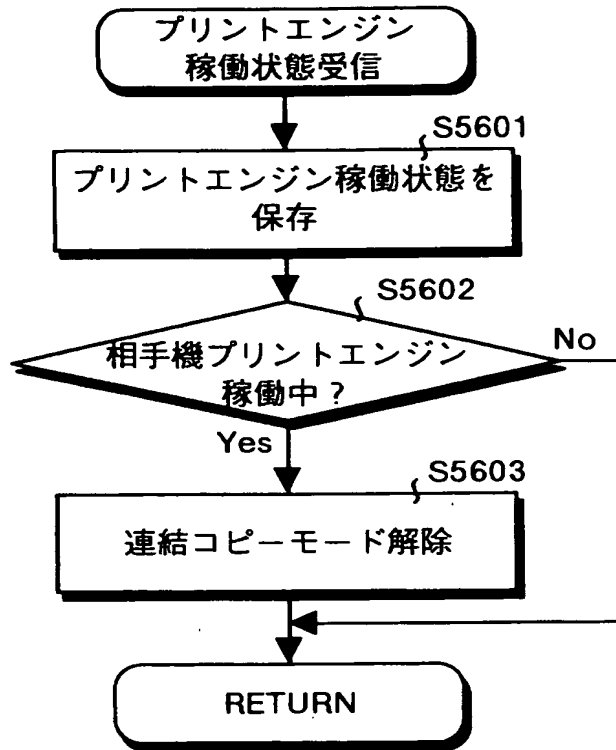 プリントエンジン
稼働状態受信
S5601
プリントエンジン稼働状態を
保存
S5602
相手機プリントエンジン
稼働中？
No
Yes
S5603
連結コピーモード解除
RETURN